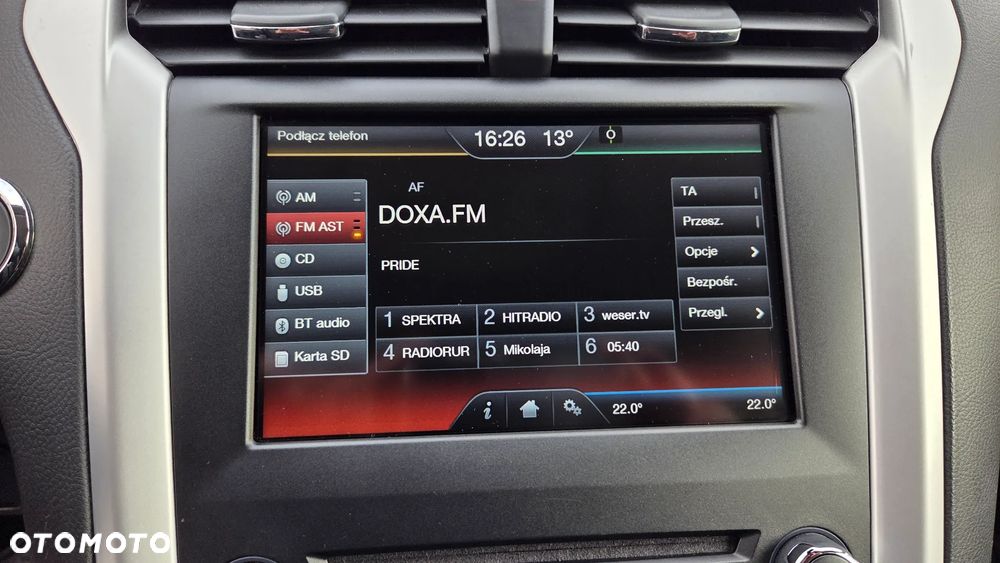 Podłącz telefon
16:26 13°
AM
FM AST
CD
USB
BT audio
Karta SD
AF
DOXA.FM
PRIDE
1 SPEKTRA
2 HITRADIO
3 weser.tv
4 RADIORUR
5 Mikolaja
6 05:40
TA
Przesz.
Opcje
Bezpośr.
Przegl.
i
22.0°
22.0°
OTOMOTO